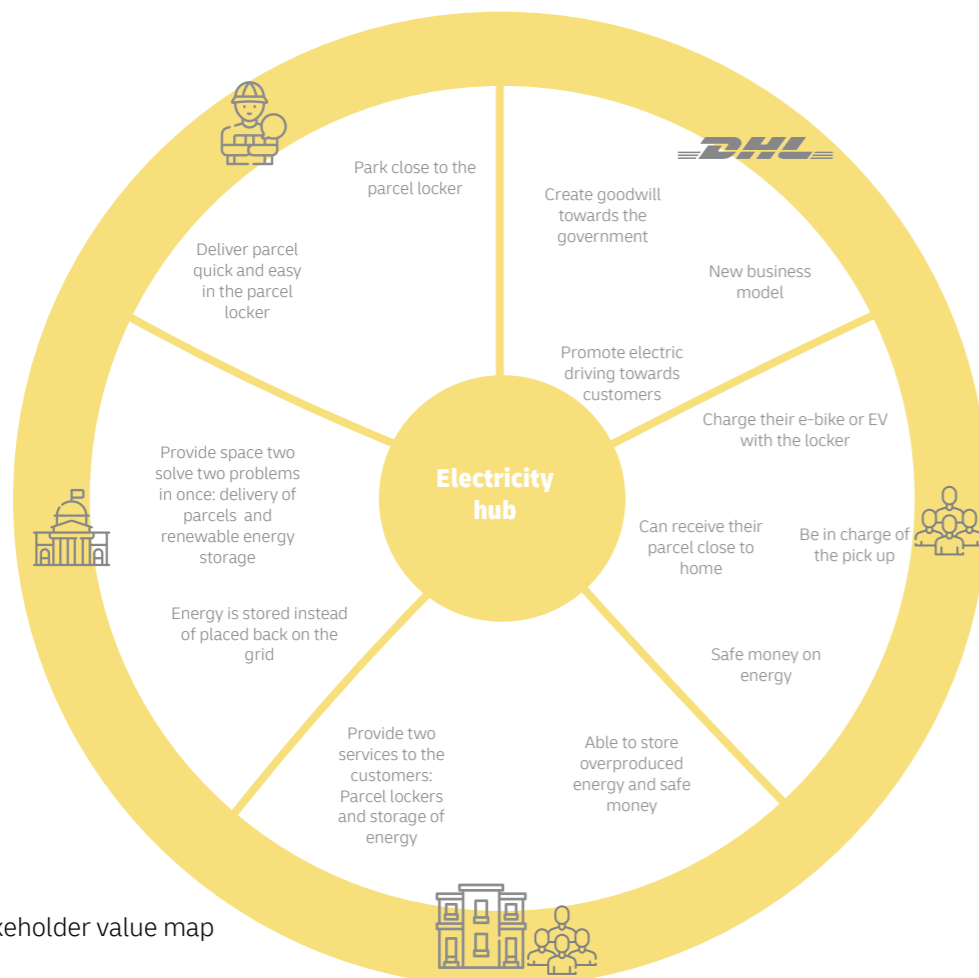 DHL
Park close to the
parcel locker
Create goodwill
towards the
government
Deliver parcel
quick and easy
in the parcel
locker
New business
model
Promote electric
driving towards
customers
Charge their e-bike or EV
with the locker
Provide space two
solve two problems
in once: delivery of
parcels and
renewable energy
storage
Electricity
hub
Can receive their
parcel close to
home
Be in charge of
the pick up
Energy is stored instead
of placed back on the
grid
Safe money on
energy
Provide two
services to the
customers:
Parcel lockers
and storage of
energy
Able to store
overproduced
energy and safe
money
keholder value map